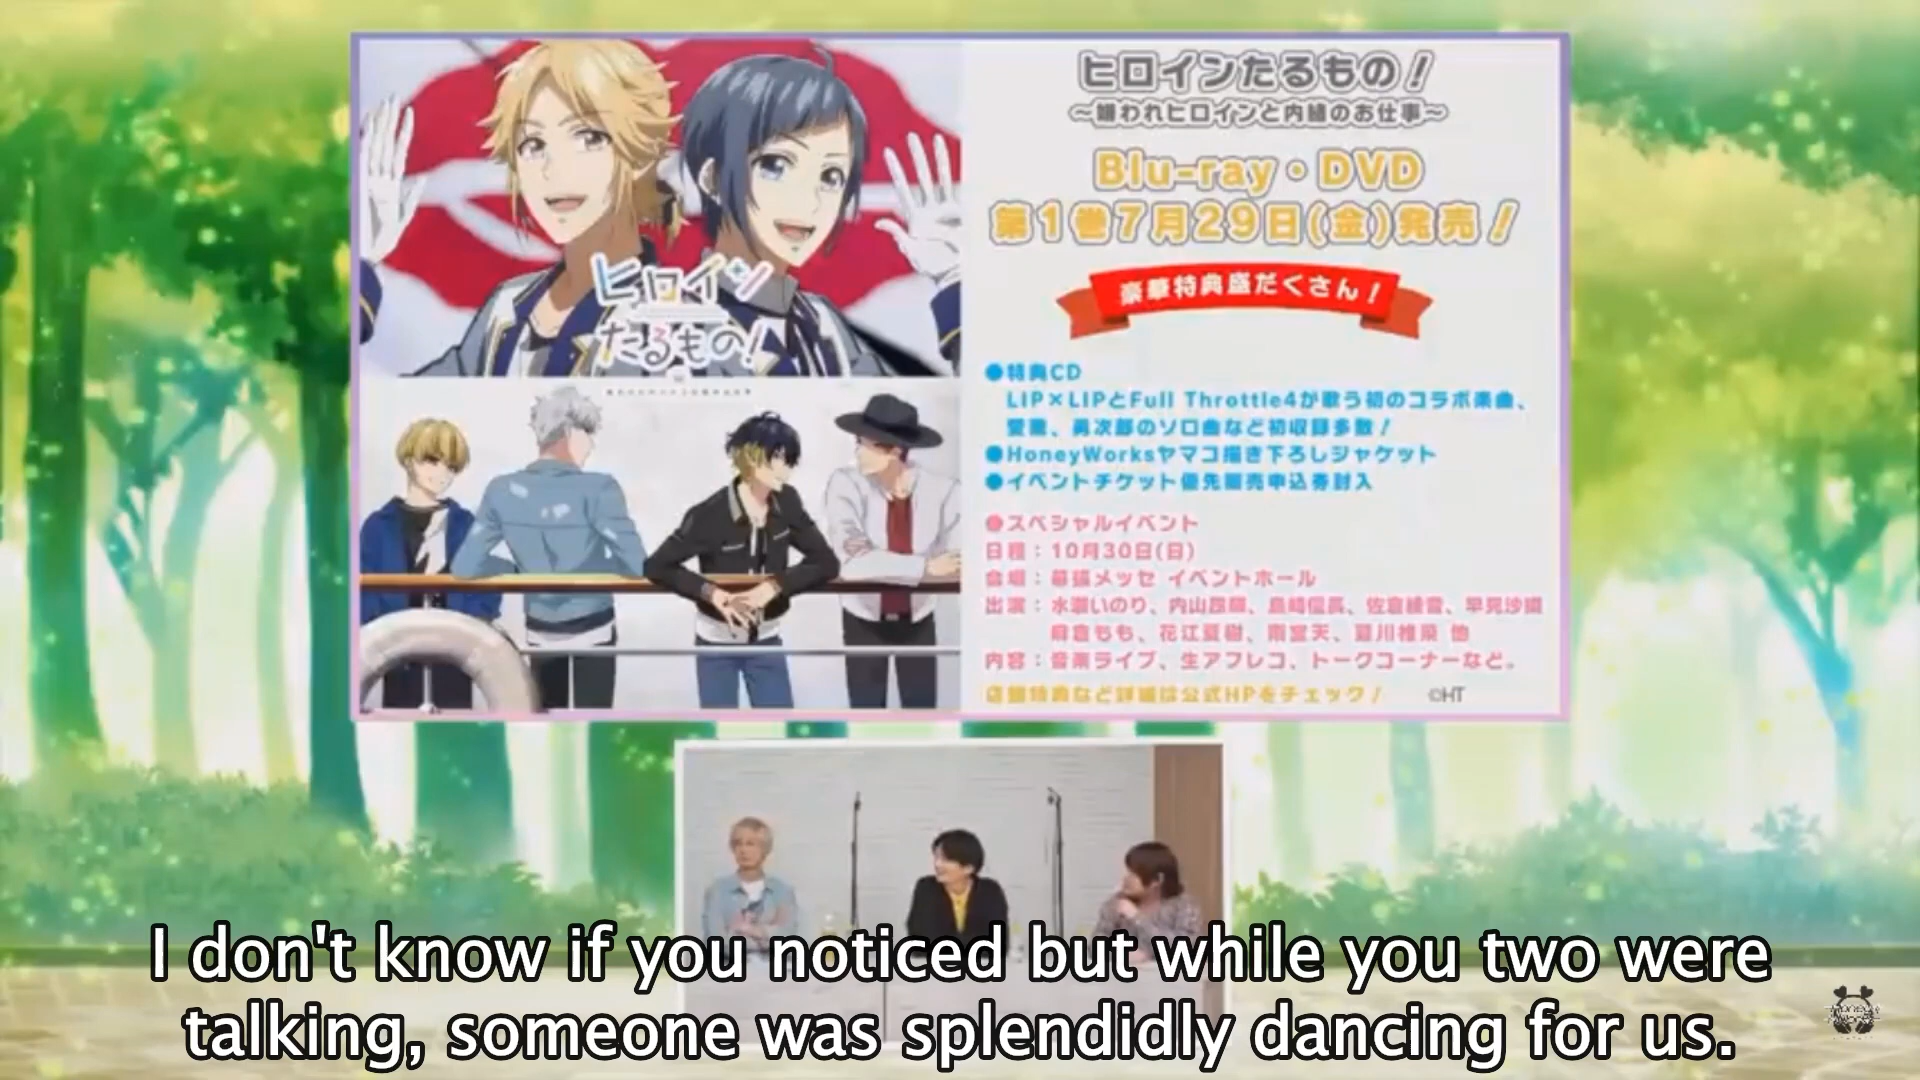 ヒロインたるもの！
～嫌われヒロインと内緒のお仕事～
Blu-ray・DVD
第1巻7月29日(金)発売！
豪華特典盛だくさん！
ヒロイン
たるもの！
●特典CD
LIP×LIPとFull Throttle4が歌う初のコラボ楽曲、
愛蔵、勇次郎のソロ曲など初収録多数！
●HoneyWorksヤマコ描き下ろしジャケット
●イベントチケット優先販売申込券封入
●スペシャルイベント
日程：10月30日(日)
会場：幕張メッセ イベントホール
出演：水瀬いのり、内山昂輝、島﨑信長、佐倉綾音、早見沙織
麻倉もも、花江夏樹、雨宮天、夏川椎菜 他
内容：音楽ライブ、生アフレコ、トークコーナーなど。
店舗特典など詳細は公式HPをチェック！ ©HT
I don't know if you noticed but while you two were
talking, someone was splendidly dancing for us.